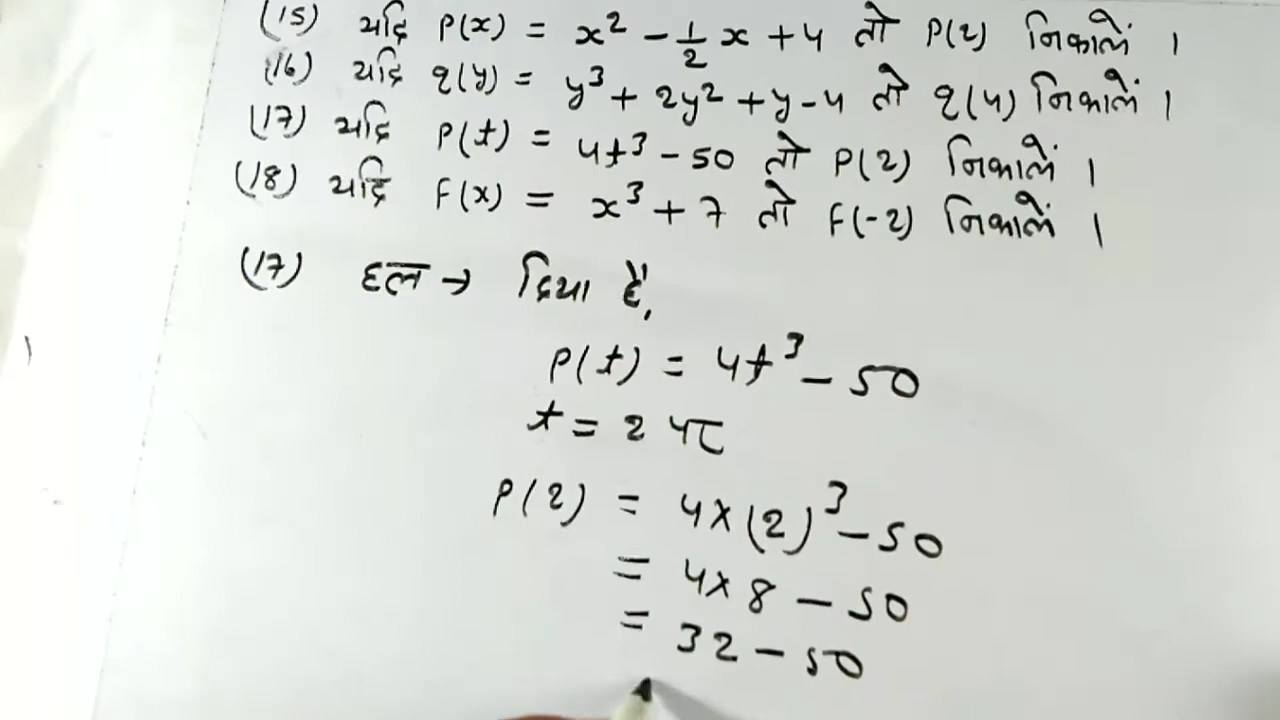 (15) यदि P(x) = x² - 1/2 x + 4 तो P(2) निकालें ।
(16) यदि q(y) = y³ + 2y² + y - 4 तो q(4) निकालें ।
(17) यदि P(t) = 4t³ - 50 तो P(2) निकालें ।
(18) यदि F(x) = x³ + 7 तो F(-2) निकालें ।
(17) हल → दिया है,
P(t) = 4t³ - 50
t = 2 पर
P(2) = 4×(2)³ - 50
= 4×8 - 50
= 32 - 50